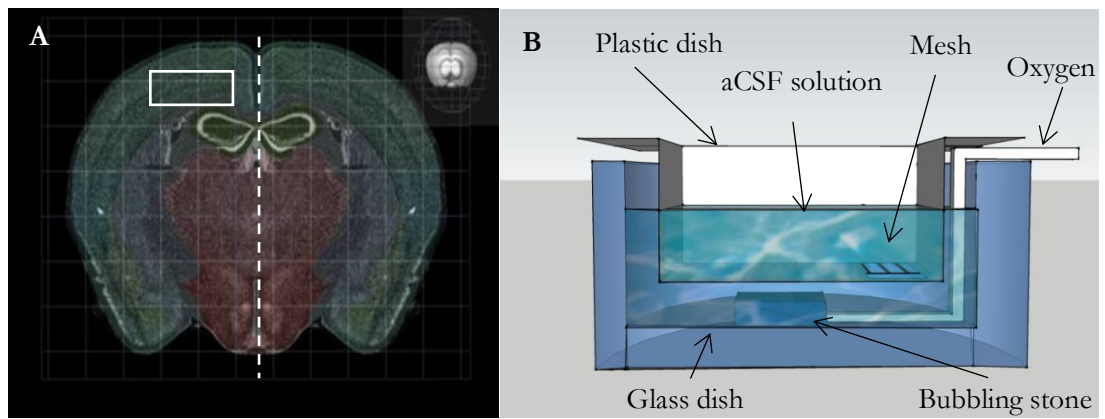 A
B
Plastic dish
Mesh
Oxygen
aCSF solution
Glass dish
Bubbling stone